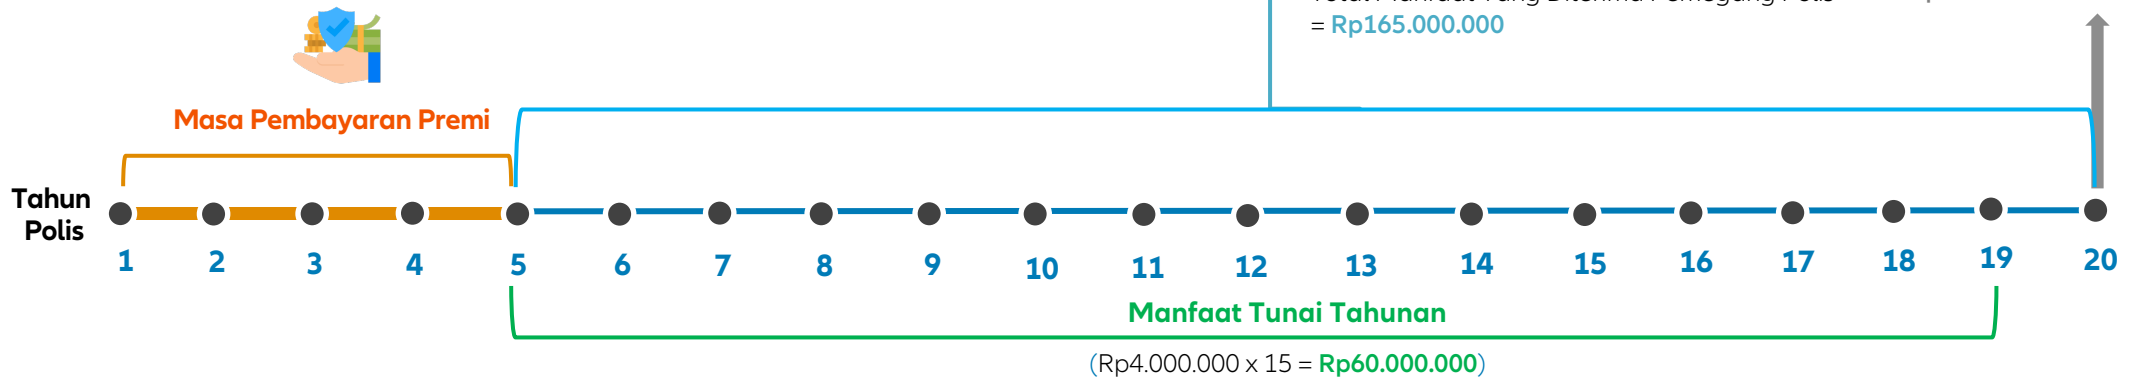 = Rp165.000.000
Masa Pembayaran Premi
Tahun
Polis
1 2 3 4 5 6 7 8 9 10 11 12 13 14 15 16 17 18 19 20
Manfaat Tunai Tahunan
(Rp4.000.000 x 15 = Rp60.000.000)